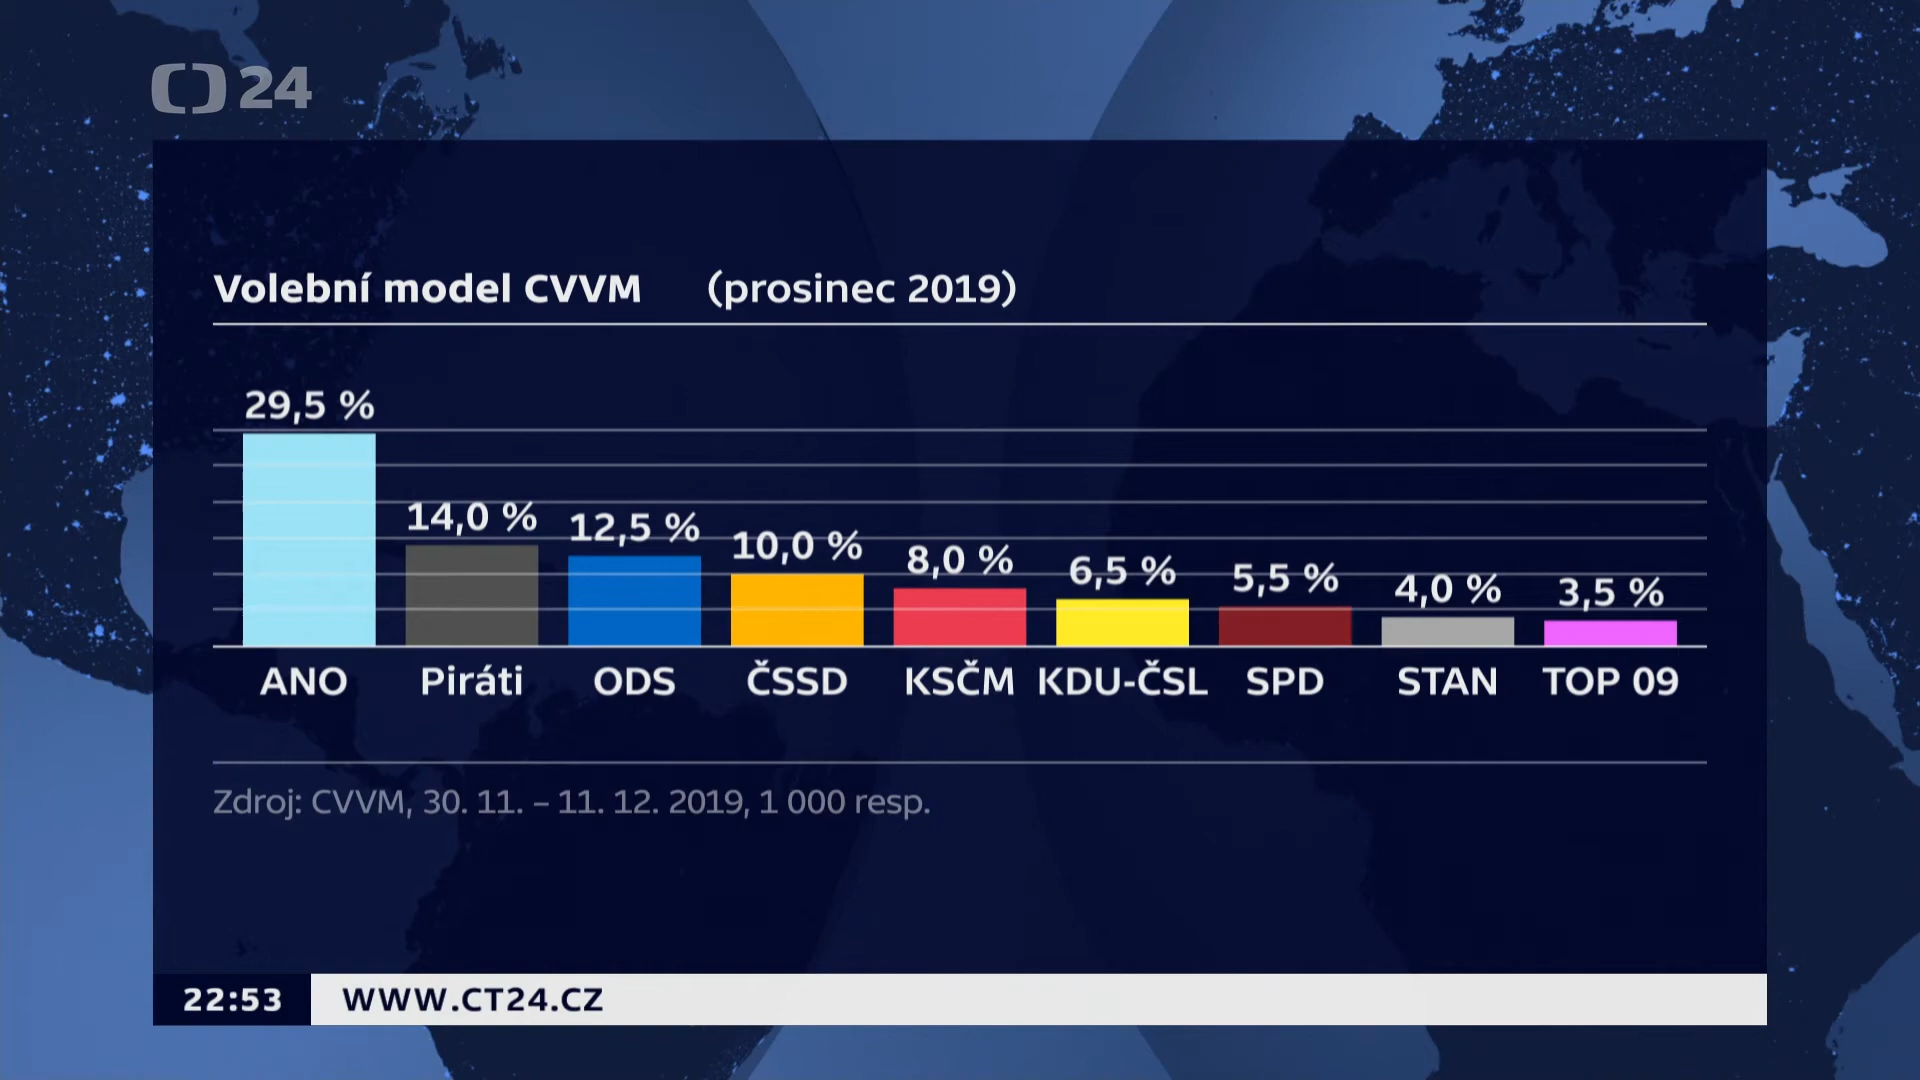 24
Volební model CVVM (prosinec 2019)
29,5 %
14,0 %
12,5 %
10,0 %
8,0 %
6,5 %
5,5 %
4,0 %
3,5 %
ANO
Piráti
ODS
ČSSD
KSČM
KDU-ČSL
SPD
STAN
TOP 09
Zdroj: CVVM, 30. 11. – 11. 12. 2019, 1 000 resp.
22:53 WWW.CT24.CZ